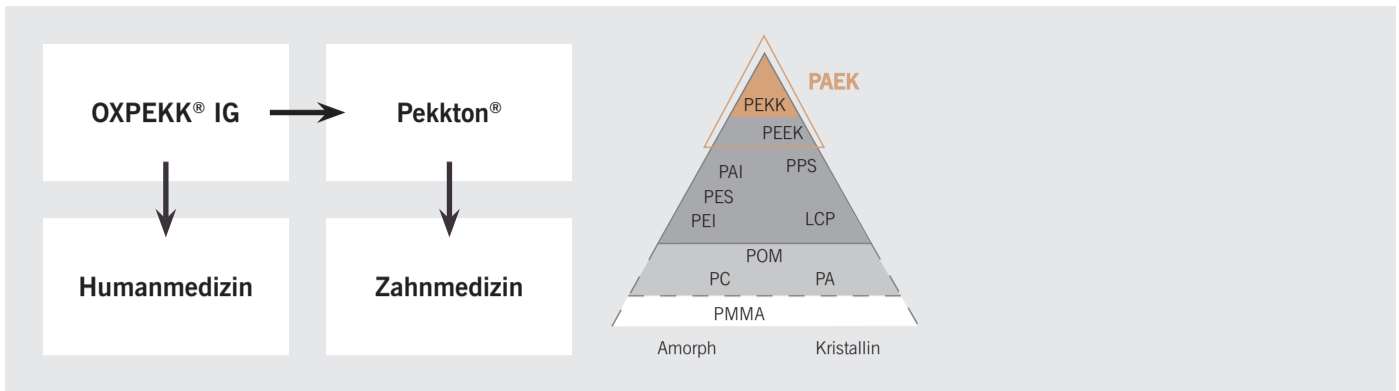 OXPEKK® IG
Pekkton®
Humanmedizin
Zahnmedizin
PAEK
PEKK
PEEK
PAI
PPS
PES
PEI
LCP
POM
PC
PA
PMMA
Amorph
Kristallin